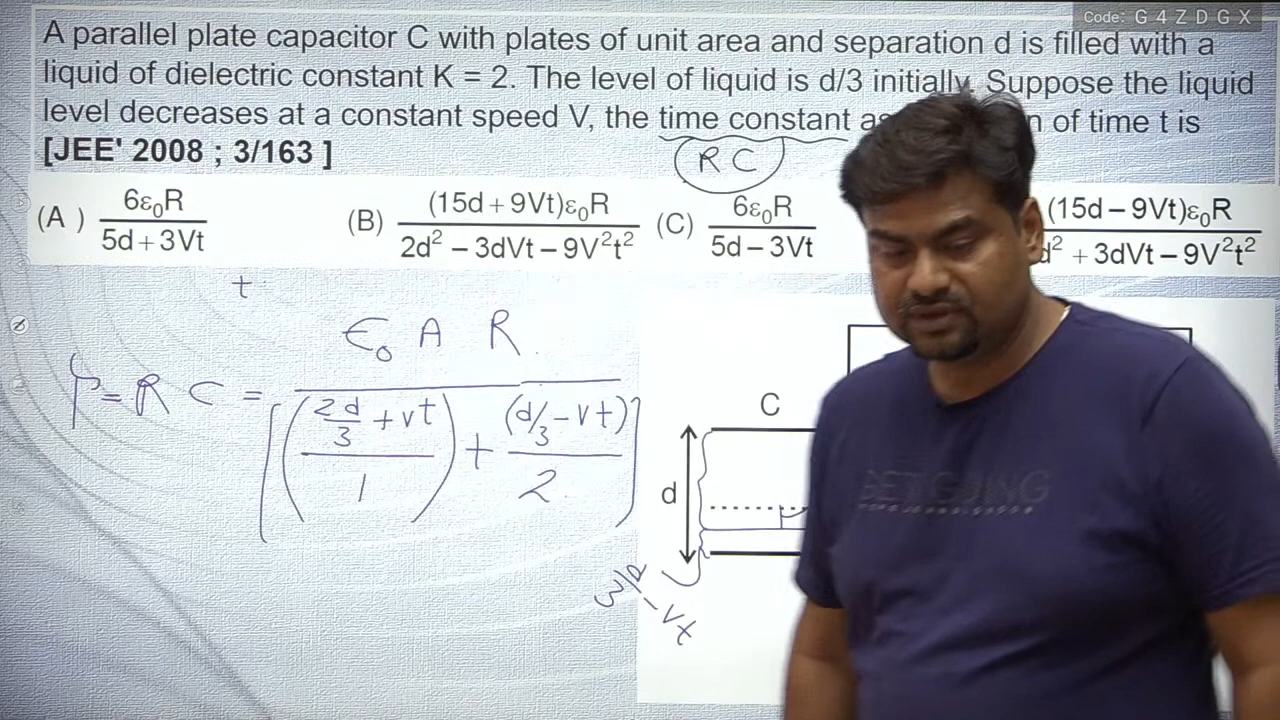 Code: G 4 Z D G X
A parallel plate capacitor C with plates of unit area and separation d is filled with a
liquid of dielectric constant K = 2. The level of liquid is d/3 initially. Suppose the liquid
level decreases at a constant speed V, the time constant as n of time t is
[JEE' 2008 ; 3/163 ]
RC
(A ) 6ε₀R / 5d + 3Vt (B) (15d + 9Vt)ε₀R / 2d² − 3dVt − 9V²t² (C) 6ε₀R / 5d − 3Vt (15d − 9Vt)ε₀R / d² + 3dVt − 9V²t²
t
ε₀ A R
= R C = [((2d/3 + vt) / 1) + (d/3 − vt) / 2]
C
d
d/3 − vt